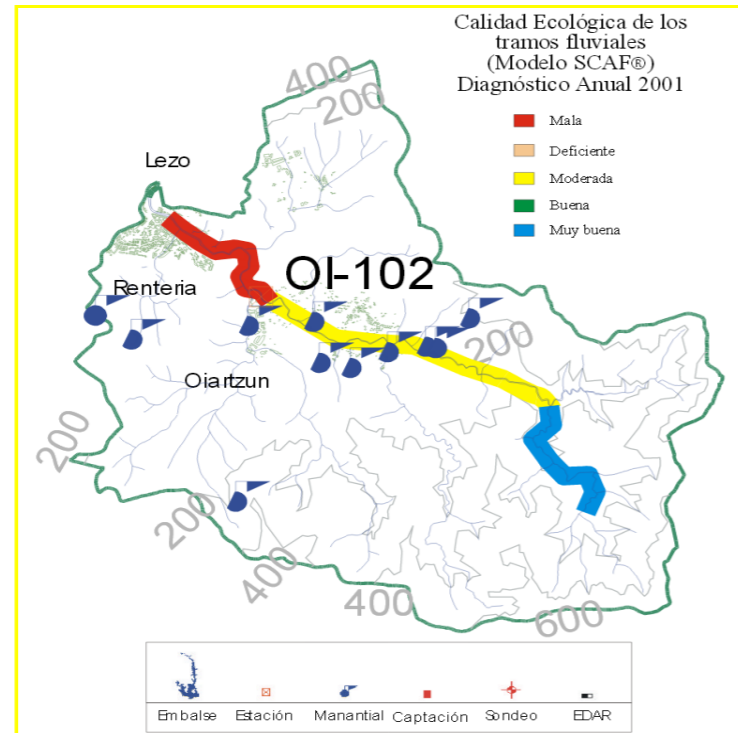 Calidad Ecológica de los
tramos fluviales
(Modelo SCAF®)
Diagnóstico Anual 2001
Mala
Deficiente
Moderada
Buena
Muy buena
400
200
Lezo
OI-102
Renteria
200
Oiartzun
200
200
400
400
600
Embalse Estación Manantial Captación Sondeo EDAR